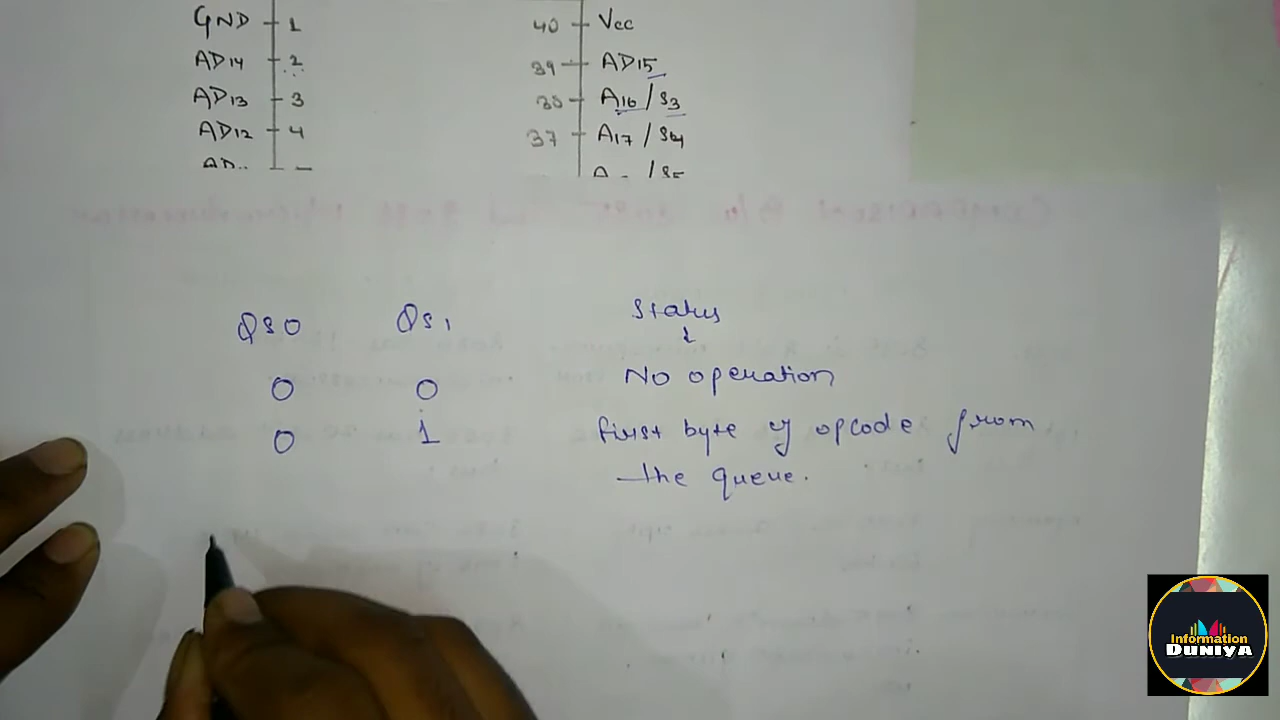 GND 1 40 Vcc
AD14 2 39 AD15
AD13 3 38 A16 / S3
AD12 4 37 A17 / S4
QS0 QS1 Status
0 0 No operation
0 1 First byte of opcode from
the queue.
Information
DUNIYA